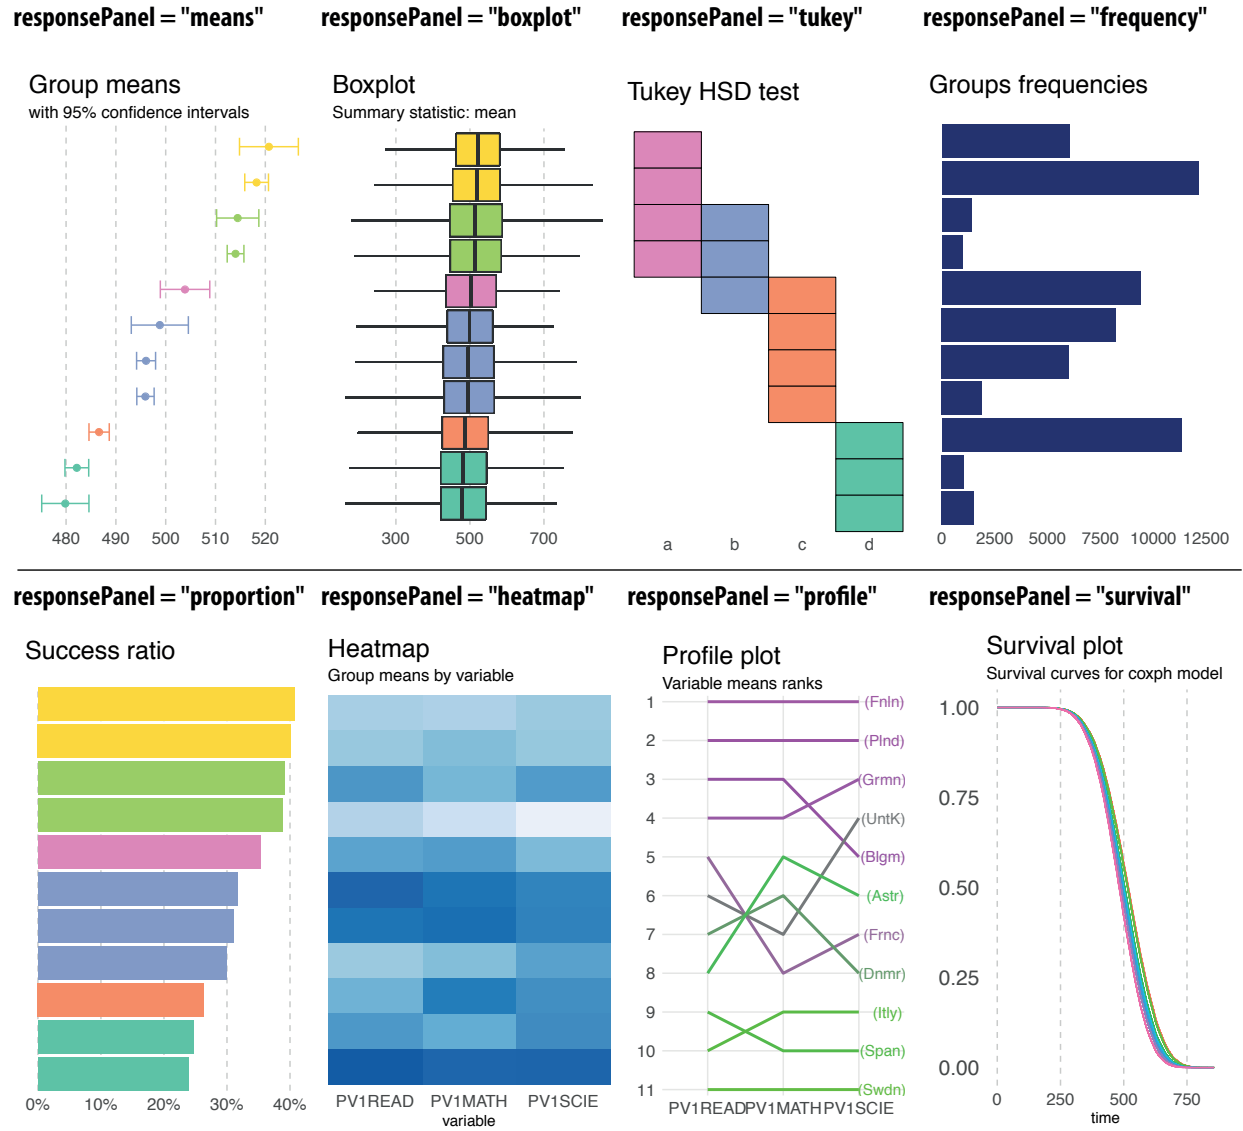 responsePanel = "means" responsePanel = "boxplot" responsePanel = "tukey" responsePanel = "frequency"
Group means
with 95% confidence intervals
480 490 500 510 520
Boxplot
Summary statistic: mean
300 500 700
Tukey HSD test
a b c d
Groups frequencies
0 2500 5000 7500 10000 12500
responsePanel = "proportion" responsePanel = "heatmap" responsePanel = "profile" responsePanel = "survival"
Success ratio
0% 10% 20% 30% 40%
Heatmap
Group means by variable
PV1READ PV1MATH PV1SCIE
variable
Profile plot
Variable means ranks
1 (Fnln)
2 (Plnd)
3 (Grmn)
4 (UntK)
5 (Blgm)
6 (Astr)
7 (Frnc)
8 (Dnmr)
9 (Itly)
10 (Span)
11 (Swdn)
PV1READ PV1MATH PV1SCIE
Survival plot
Survival curves for coxph model
1.00
0.75
0.50
0.25
0.00
0 250 500 750
time